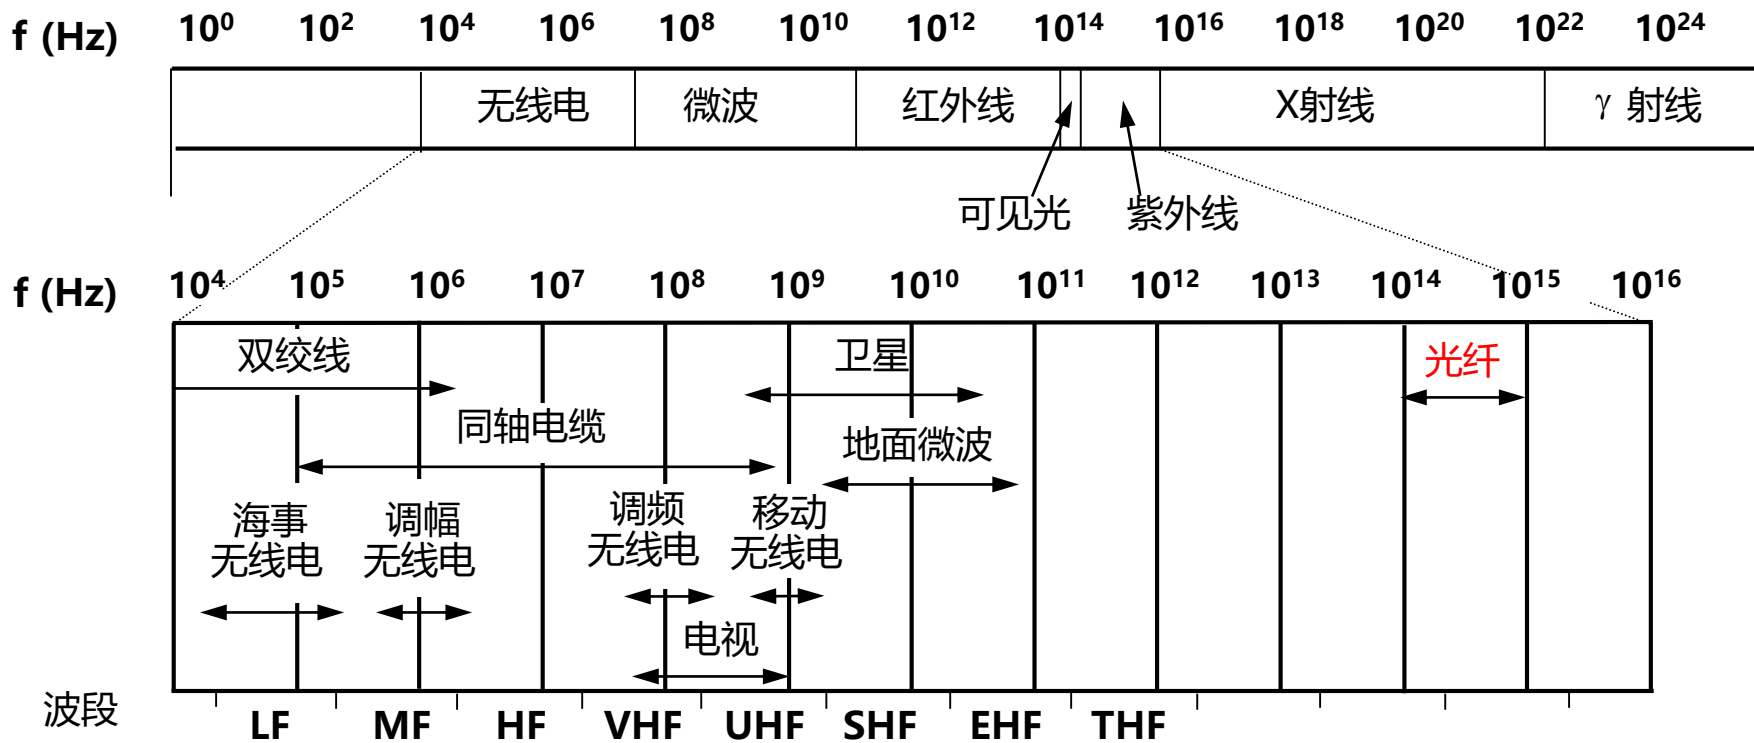 f (Hz) 10⁰ 10² 10⁴ 10⁶ 10⁸ 10¹⁰ 10¹² 10¹⁴ 10¹⁶ 10¹⁸ 10²⁰ 10²² 10²⁴
无线电 微波 红外线 X射线 γ 射线
可见光 紫外线
f (Hz) 10⁴ 10⁵ 10⁶ 10⁷ 10⁸ 10⁹ 10¹⁰ 10¹¹ 10¹² 10¹³ 10¹⁴ 10¹⁵ 10¹⁶
双绞线 卫星 光纤
同轴电缆 地面微波
海事 调幅 调频 移动
无线电 无线电 无线电 无线电
电视
波段 LF MF HF VHF UHF SHF EHF THF